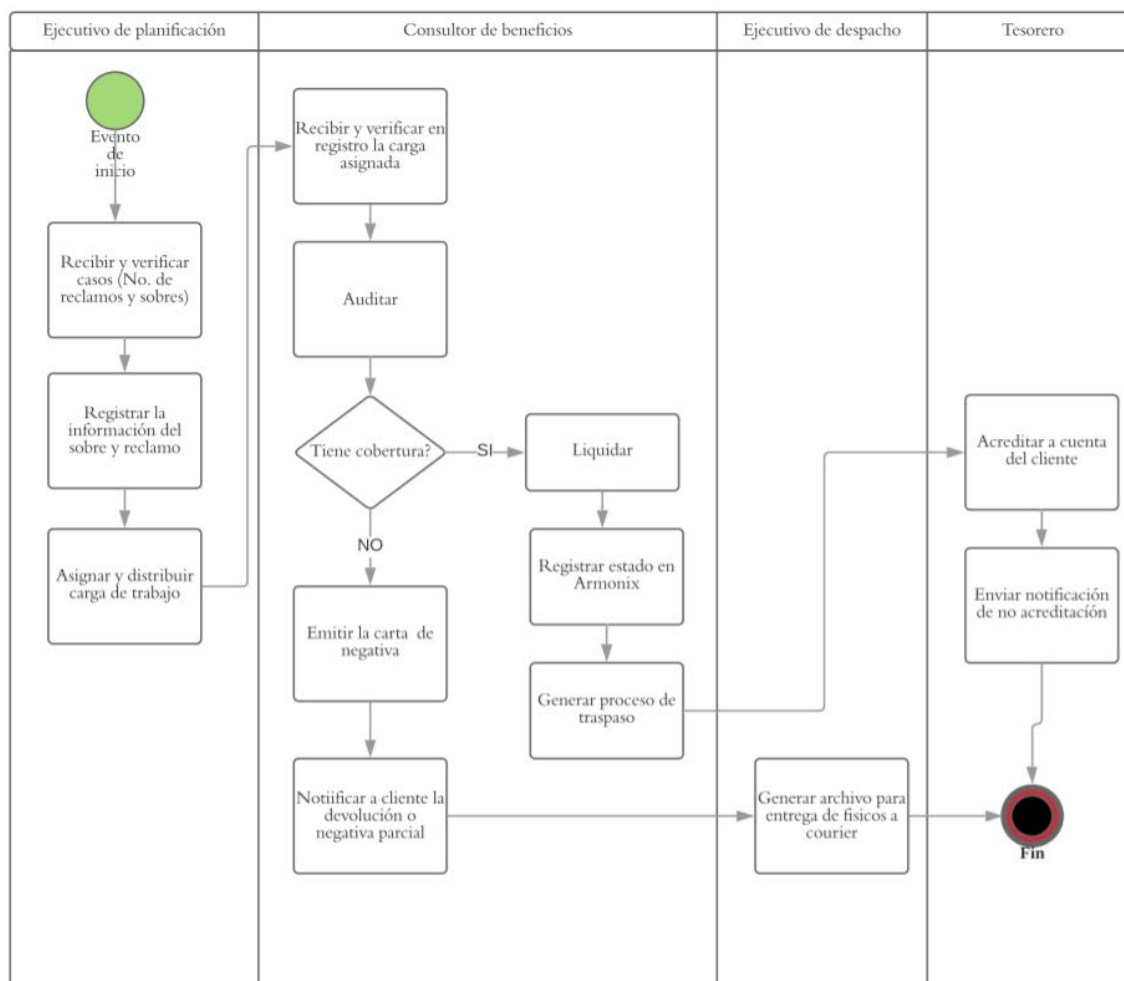 Ejecutivo de planificación
Consultor de beneficios
Ejecutivo de despacho
Tesorero
Evento
de
inicio
Recibir y verificar
casos (No. de
reclamos y sobres)
Registrar la
información del
sobre y reclamo
Asignar y distribuir
carga de trabajo
Recibir y verificar en
registro la carga
asignada
Auditar
Tiene cobertura?
SI
NO
Liquidar
Registrar estado en
Armonix
Generar proceso de
traspaso
Emitir la carta de
negativa
Notiificar a cliente la
devolución o
negativa parcial
Generar archivo para
entrega de fisicos a
courier
Acreditar a cuenta
del cliente
Enviar notificación
de no acreditación
Fin